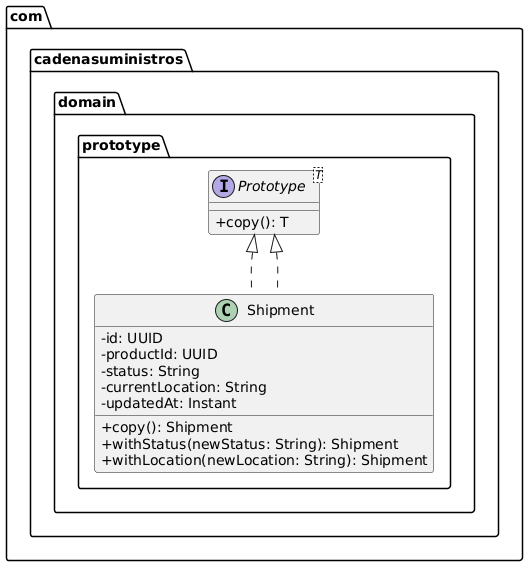 com
cadenasuministros
domain
prototype
I Prototype T
+copy(): T
C Shipment
-id: UUID
-productId: UUID
-status: String
-currentLocation: String
-updatedAt: Instant
+copy(): Shipment
+withStatus(newStatus: String): Shipment
+withLocation(newLocation: String): Shipment